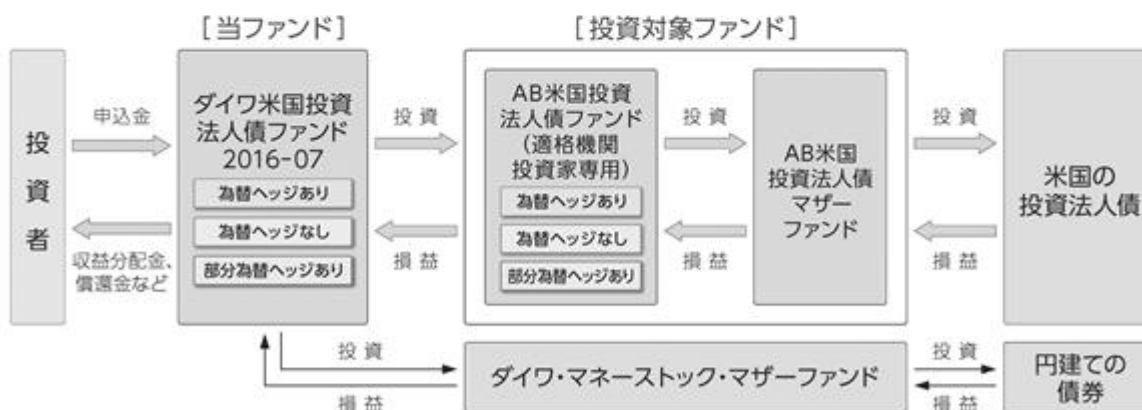 [当ファンド]
[投資対象ファンド]
投資者
申込金
収益分配金、
償還金など
ダイワ米国投資
法人債ファンド
2016-07
為替ヘッジあり
為替ヘッジなし
部分為替ヘッジあり
投資
損益
AB米国投資
法人債ファンド
(適格機関
投資家専用)
為替ヘッジあり
為替ヘッジなし
部分為替ヘッジあり
投資
損益
AB米国
投資法人債
マザー
ファンド
投資
損益
米国の
投資法人債
投資
損益
ダイワ・マネーストック・マザーファンド
投資
損益
円建ての
債券